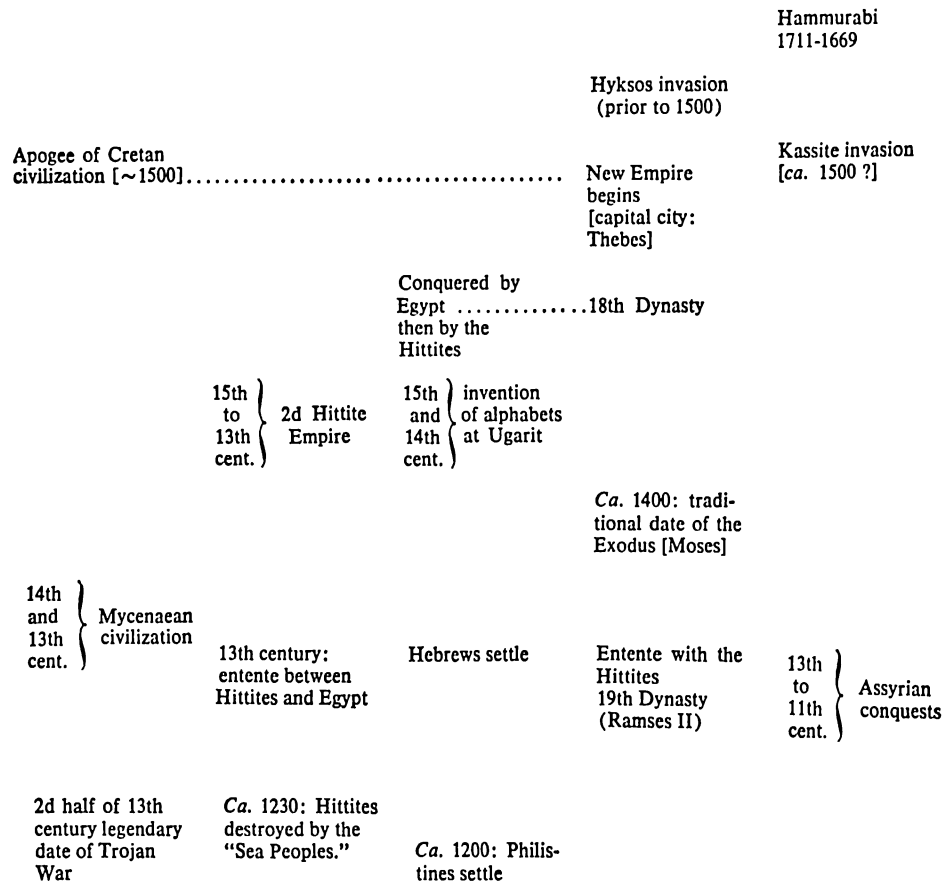 Hammurabi
1711-1669
Hyksos invasion
(prior to 1500)
Apogee of Cretan
civilization [~1500]..........................................
New Empire
begins
[capital city:
Thebes]
Kassite invasion
[ca. 1500 ?]
Conquered by
Egypt ..............18th Dynasty
then by the
Hittites
15th
to
13th
cent.
2d Hittite
Empire
15th
and
14th
cent.
invention
of alphabets
at Ugarit
Ca. 1400: tradi-
tional date of the
Exodus [Moses]
14th
and
13th
cent.
Mycenaean
civilization
13th century:
entente between
Hittites and Egypt
Hebrews settle
Entente with the
Hittites
19th Dynasty
(Ramses II)
13th
to
11th
cent.
Assyrian
conquests
2d half of 13th
century legendary
date of Trojan
War
Ca. 1230: Hittites
destroyed by the
"Sea Peoples."
Ca. 1200: Philis-
tines settle